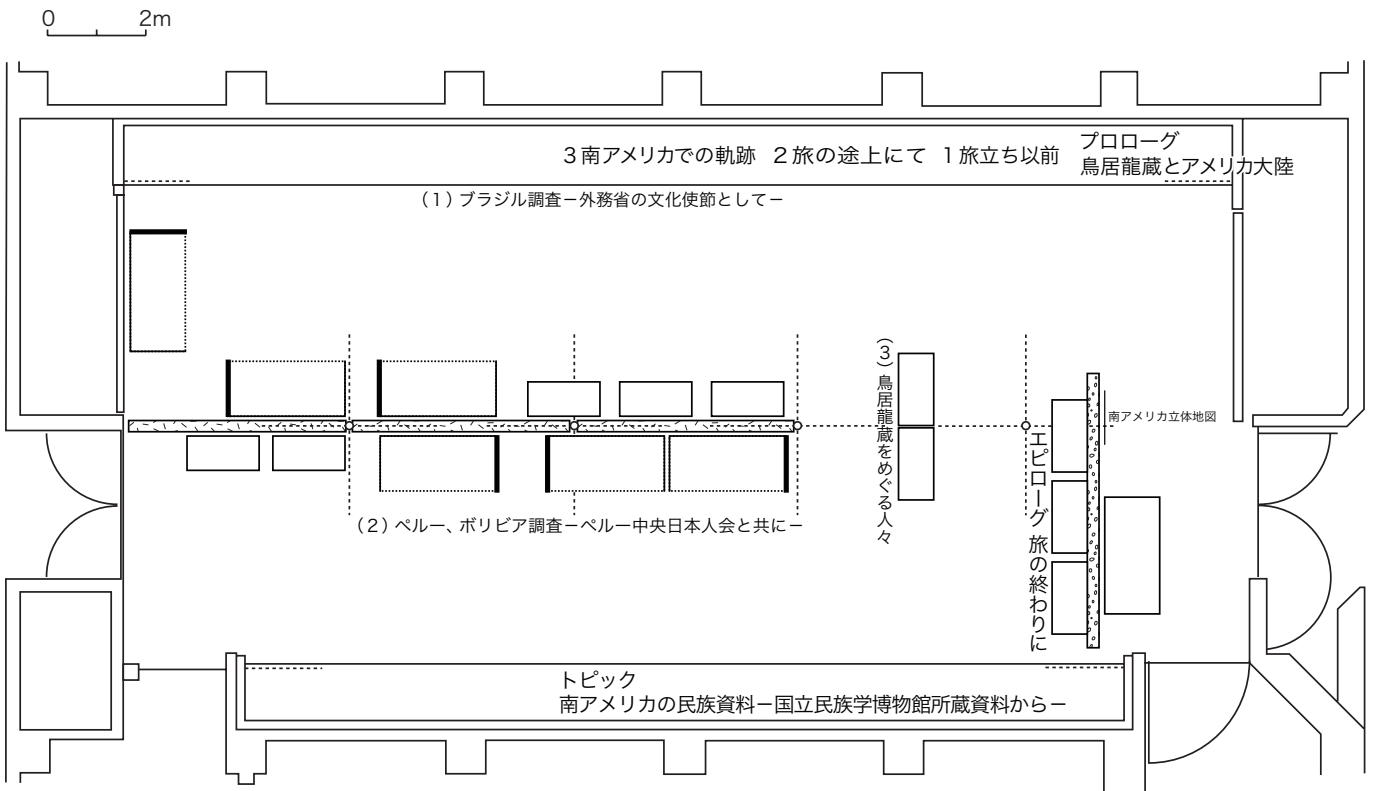 0 2m
プロローグ
鳥居龍蔵とアメリカ大陸
3南アメリカでの軌跡 2旅の途上にて 1旅立ち以前
（1）ブラジル調査－外務省の文化使節として－
（3）鳥居龍蔵をめぐる人々
南アメリカ立体地図
エピローグ 旅の終わりに
（2）ペルー、ボリビア調査－ペルー中央日本人会と共に－
トピック
南アメリカの民族資料－国立民族学博物館所蔵資料から－